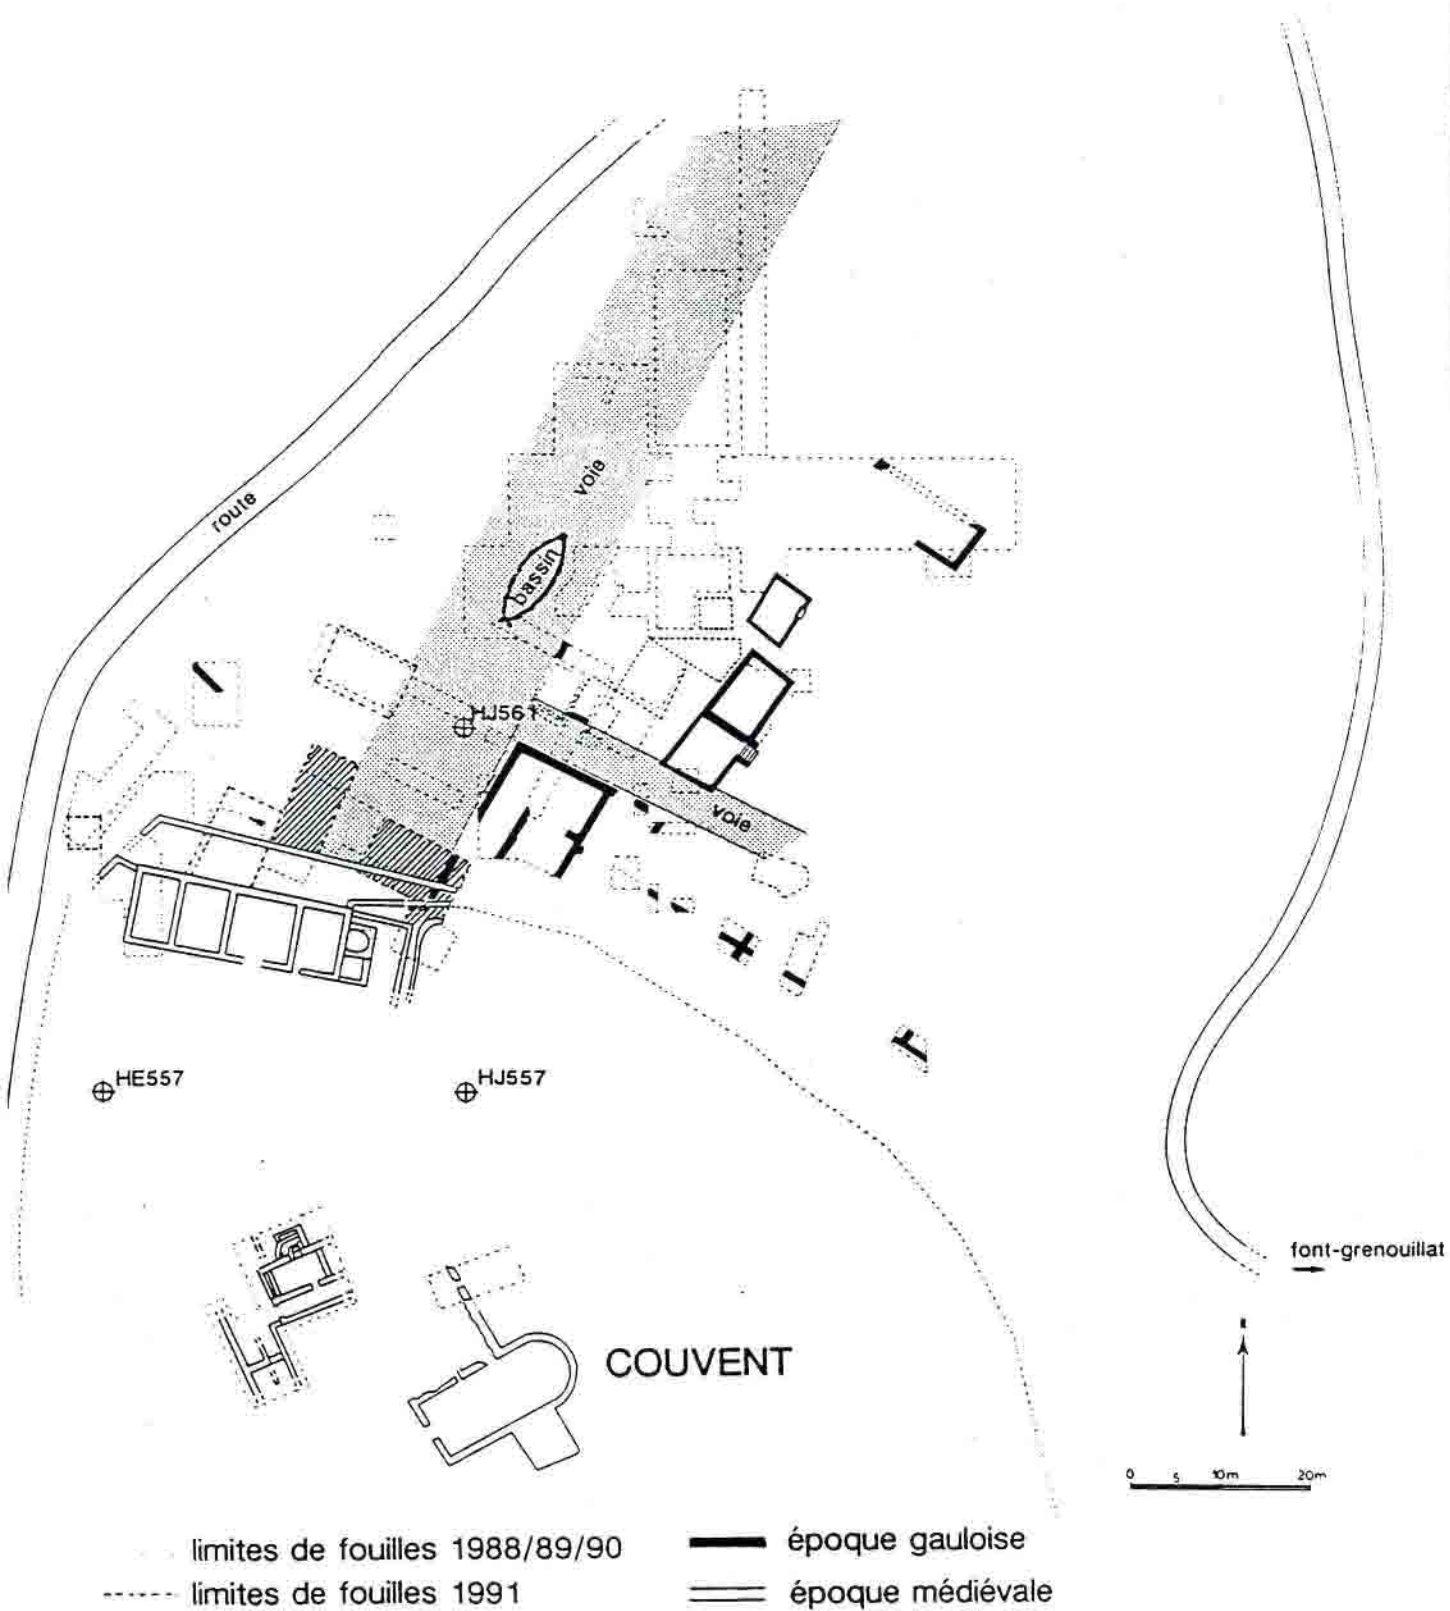 route
voie
bassin
HJ561
voie
HE557
HJ557
font-grenouillat
COUVENT
0 5 10m 20m
limites de fouilles 1988/89/90
époque gauloise
limites de fouilles 1991
époque médiévale